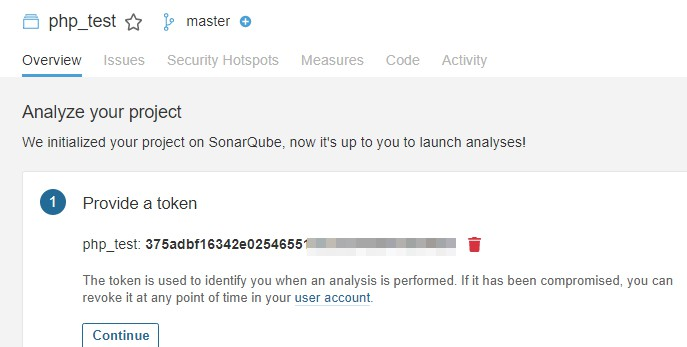 php_test master
Overview Issues Security Hotspots Measures Code Activity
Analyze your project
We initialized your project on SonarQube, now it's up to you to launch analyses!
1 Provide a token
php_test: 375adbf16342e02546551
The token is used to identify you when an analysis is performed. If it has been compromised, you can
revoke it at any point of time in your user account.
Continue